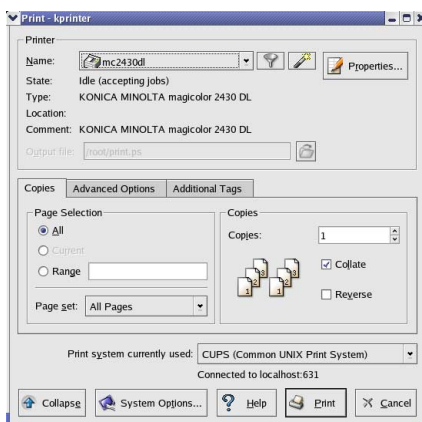 Print - kprinter
Printer
Name: mc2430dl Properties...
State: Idle (accepting jobs)
Type: KONICA MINOLTA magicolor 2430 DL
Location:
Comment: KONICA MINOLTA magicolor 2430 DL
Output file: /root/print.ps
Copies Advanced Options Additional Tags
Page Selection
All
Current
Range
Page set: All Pages
Copies
Copies: 1
Collate
Reverse
Print system currently used: CUPS (Common UNIX Print System)
Connected to localhost:631
Collapse System Options... Help Print Cancel